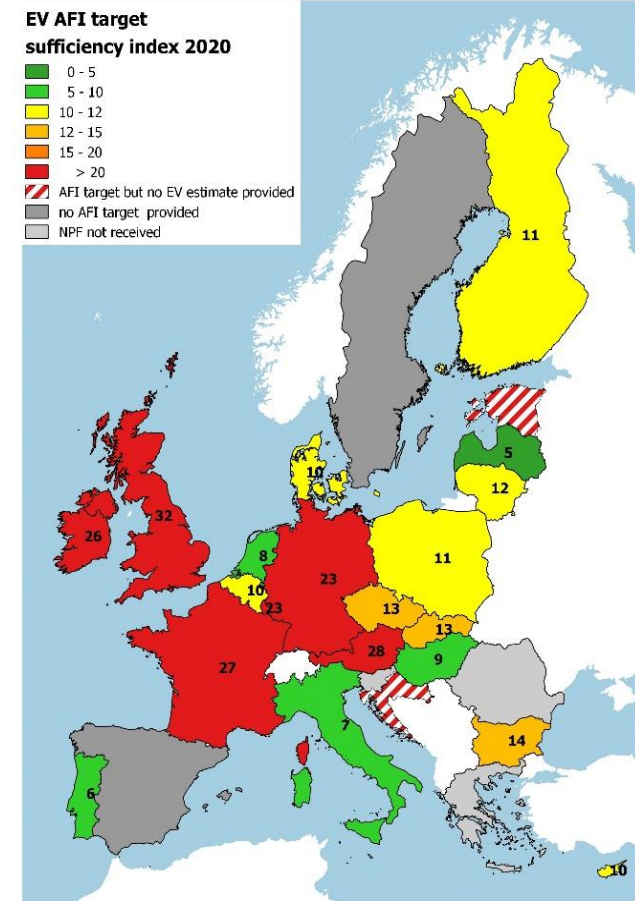 EV AFI target
sufficiency index 2020
0 - 5
5 - 10
10 - 12
12 - 15
15 - 20
> 20
AFI target but no EV estimate provided
no AFI target provided
NPF not received
11
5
12
10
32
26
8
11
23
10
23
13
13
28
9
27
7
14
6
10